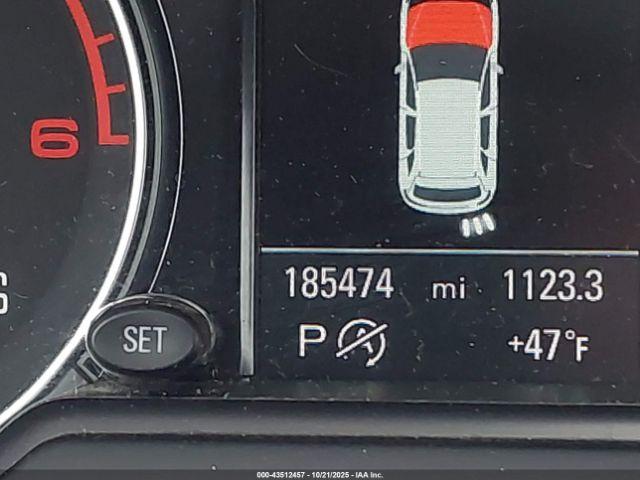 6
185474 mi 1123.3
P A +47°F
SET
000-43512457 - 10/21/2025 - IAA Inc.